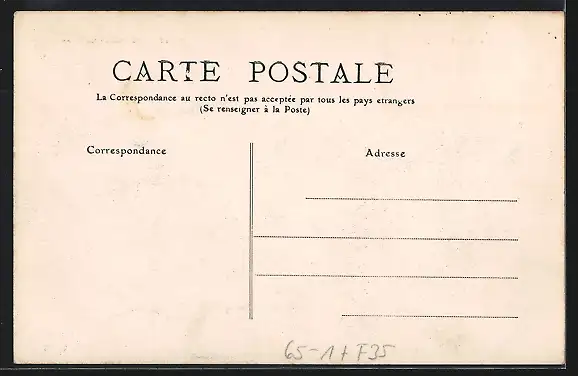 CARTE POSTALE
La Correspondance au recto n'est pas acceptée par tous les pays etrangers
(Se renseigner à la Poste)
Correspondance
Adresse
65-1+ F35